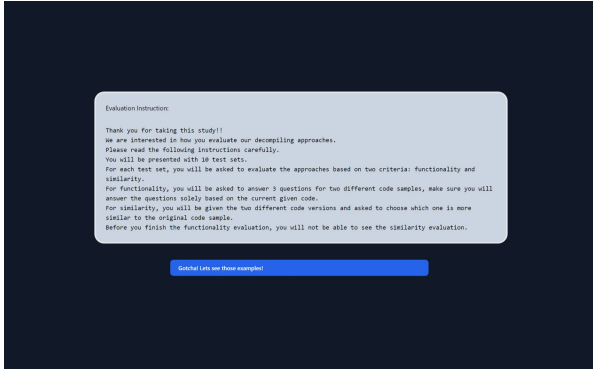 Evaluation Instruction:
Thank you for taking this study!!
We are interested in how you evaluate our decompiling approaches.
Please read the following instructions carefully.
You will be presented with 10 test sets.
For each test set, you will be asked to evaluate the approaches based on two criteria: functionality and
similarity.
For functionality, you will be asked to answer 3 questions for two different code samples, make sure you will
answer the questions solely based on the current given code.
For similarity, you will be given the two different code versions and asked to choose which one is more
similar to the original code sample.
Before you finish the functionality evaluation, you will not be able to see the similarity evaluation.
Gotcha! Lets see those examples!